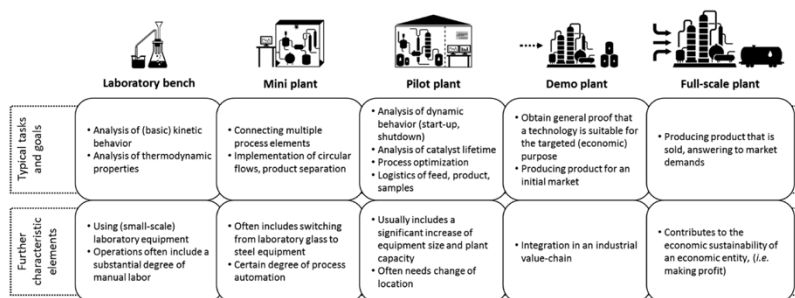 Laboratory bench
Mini plant
Pilot plant
Demo plant
Full-scale plant
Typical tasks
and goals
• Analysis of (basic) kinetic
behavior
• Analysis of thermodynamic
properties
• Connecting multiple
process elements
• Implementation of circular
flows, product separation
• Analysis of dynamic
behavior (start-up,
shutdown)
• Analysis of catalyst lifetime
• Process optimization
• Logistics of feed, product,
samples
• Obtain general proof that
a technology is suitable for
the targeted (economic)
purpose
• Producing product for an
initial market
• Producing product that is
sold, answering to market
demands
Further
characteristic
elements
• Using (small-scale)
laboratory equipment
• Operations often include a
substantial degree of
manual labor
• Often includes switching
from laboratory glass to
steel equipment
• Certain degree of process
automation
• Usually includes a
significant increase of
equipment size and plant
capacity
• Often needs change of
location
• Integration in an industrial
value-chain
• Contributes to the
economic sustainability of
an economic entity, (i.e.
making profit)